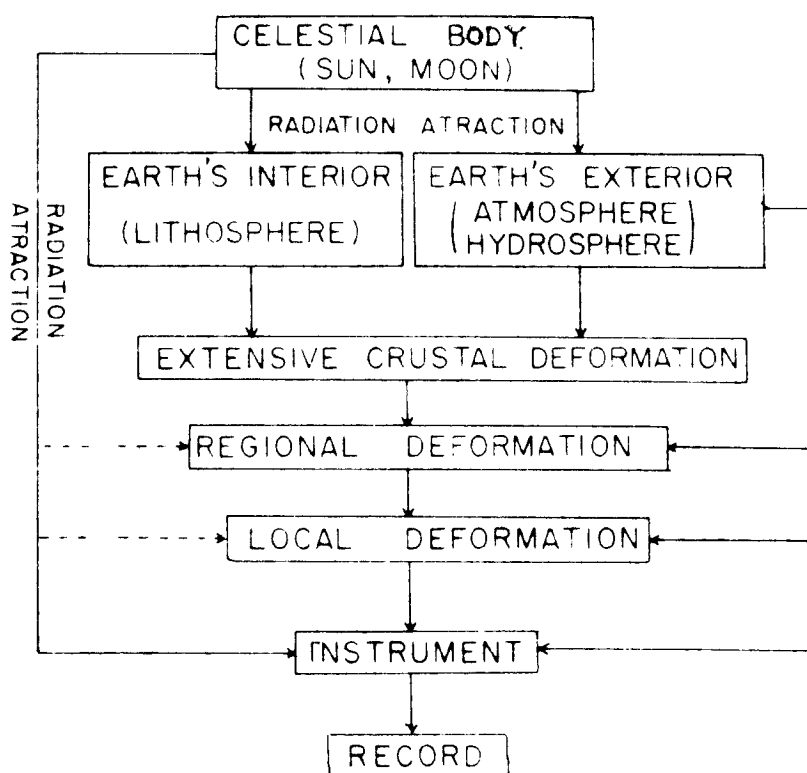 CELESTIAL BODY
(SUN, MOON)
RADIATION ATRACTION
EARTH'S INTERIOR
(LITHOSPHERE)
EARTH'S EXTERIOR
(ATMOSPHERE
HYDROSPHERE)
RADIATION
ATRACTION
EXTENSIVE CRUSTAL DEFORMATION
REGIONAL DEFORMATION
LOCAL DEFORMATION
INSTRUMENT
RECORD